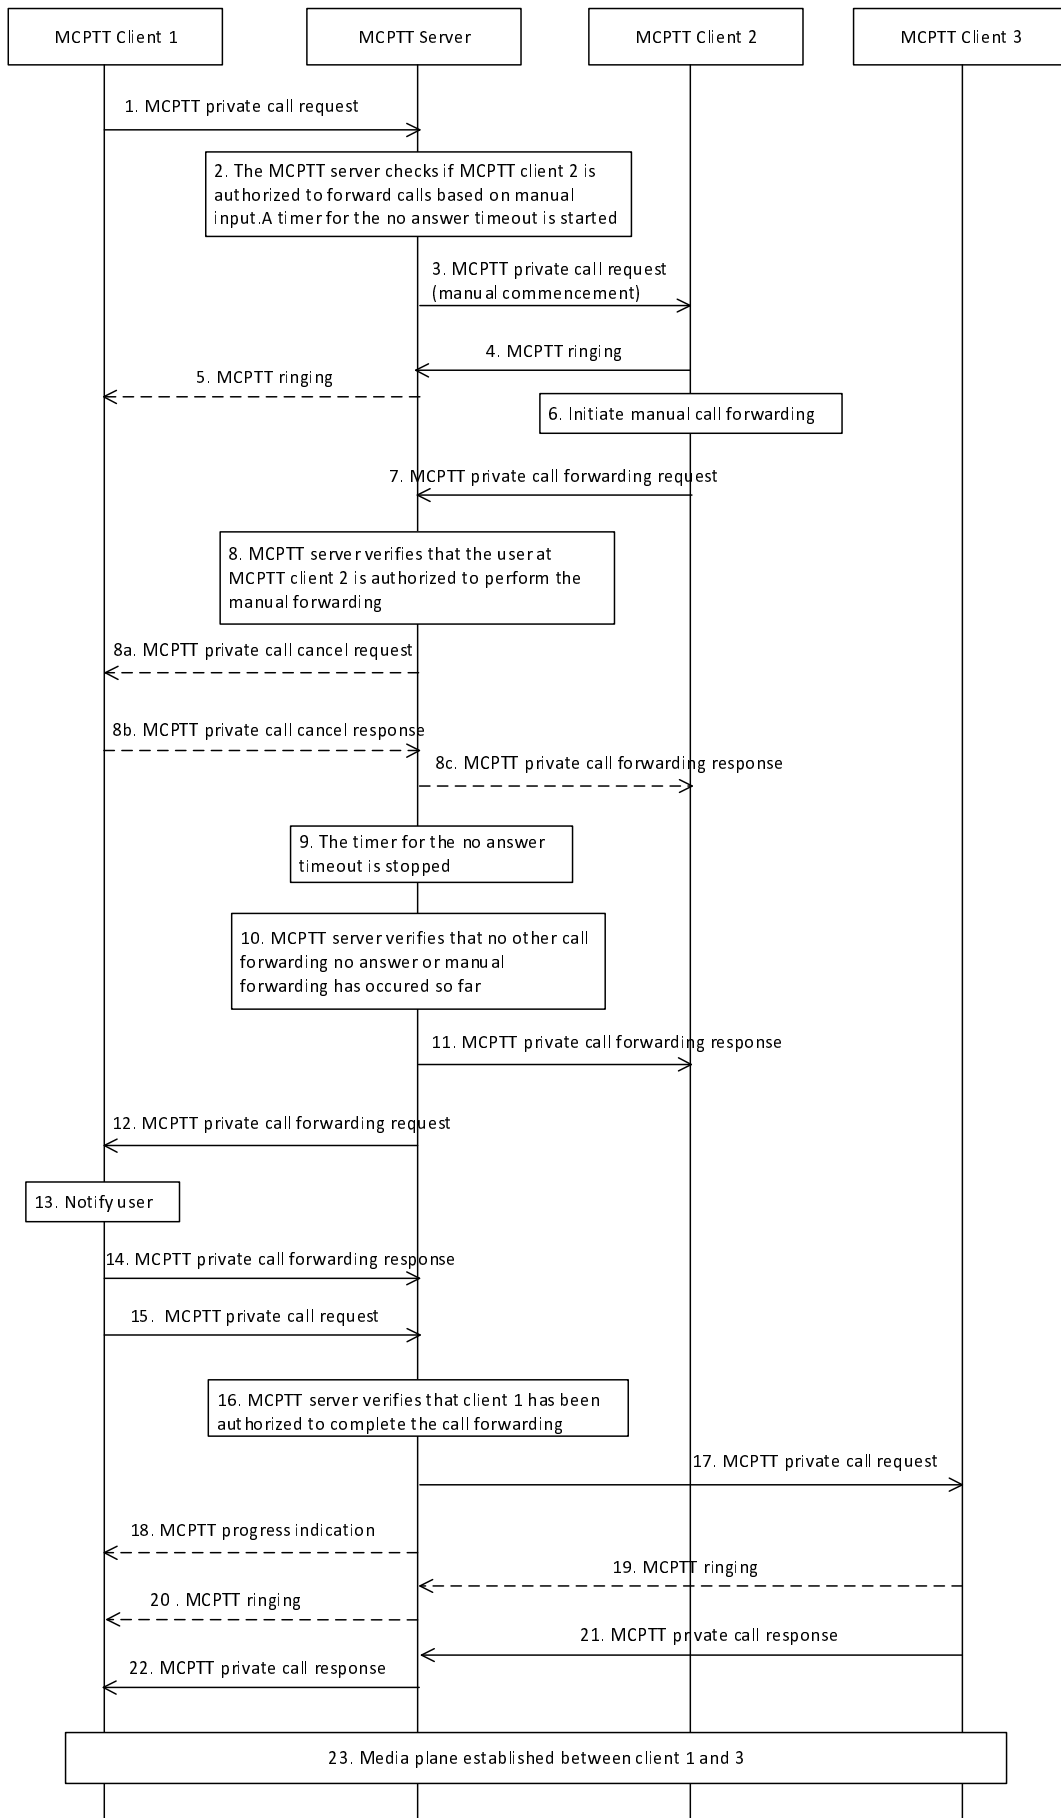 MCPTT Client 1
MCPTT Server
MCPTT Client 2
MCPTT Client 3
1. MCPTT private call request
2. The MCPTT server checks if MCPTT client 2 is
authorized to forward calls based on manual
input.A timer for the no answer timeout is started
3. MCPTT private call request
(manual commencement)
4. MCPTT ringing
5. MCPTT ringing
6. Initiate manual call forwarding
7. MCPTT private call forwarding request
8. MCPTT server verifies that the user at
MCPTT client 2 is authorized to perform the
manual forwarding
8a. MCPTT private call cancel request
8b. MCPTT private call cancel response
8c. MCPTT private call forwarding response
9. The timer for the no answer
timeout is stopped
10. MCPTT server verifies that no other call
forwarding no answer or manual
forwarding has occured so far
11. MCPTT private call forwarding response
12. MCPTT private call forwarding request
13. Notify user
14. MCPTT private call forwarding response
15. MCPTT private call request
16. MCPTT server verifies that client 1 has been
authorized to complete the call forwarding
17. MCPTT private call request
18. MCPTT progress indication
19. MCPTT ringing
20 . MCPTT ringing
21. MCPTT private call response
22. MCPTT private call response
23. Media plane established between client 1 and 3